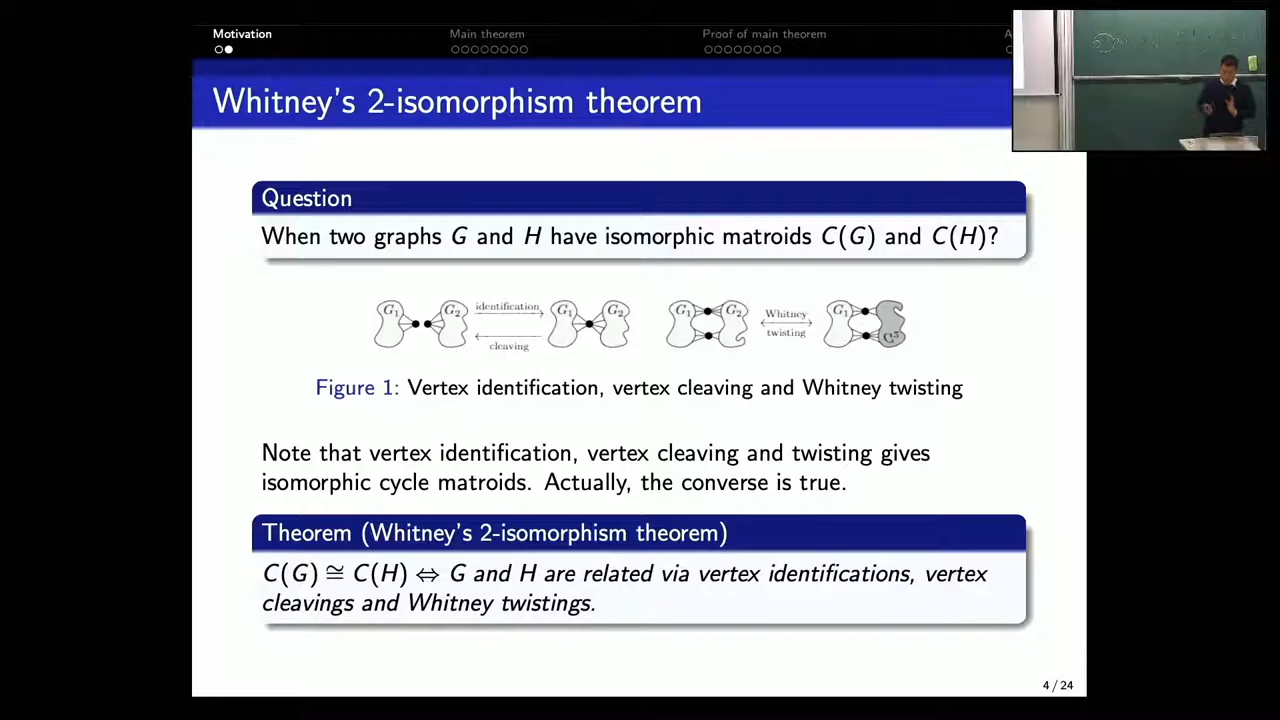 Motivation
Main theorem
Proof of main theorem
Whitney's 2-isomorphism theorem
Question
When two graphs G and H have isomorphic matroids C(G) and C(H)?
G₁ G₂ identification cleaving G₁ G₂
G₁ G₂ Whitney twisting G₁
Figure 1: Vertex identification, vertex cleaving and Whitney twisting
Note that vertex identification, vertex cleaving and twisting gives
isomorphic cycle matroids. Actually, the converse is true.
Theorem (Whitney's 2-isomorphism theorem)
C(G) ≅ C(H) ⇔ G and H are related via vertex identifications, vertex
cleavings and Whitney twistings.
4 / 24